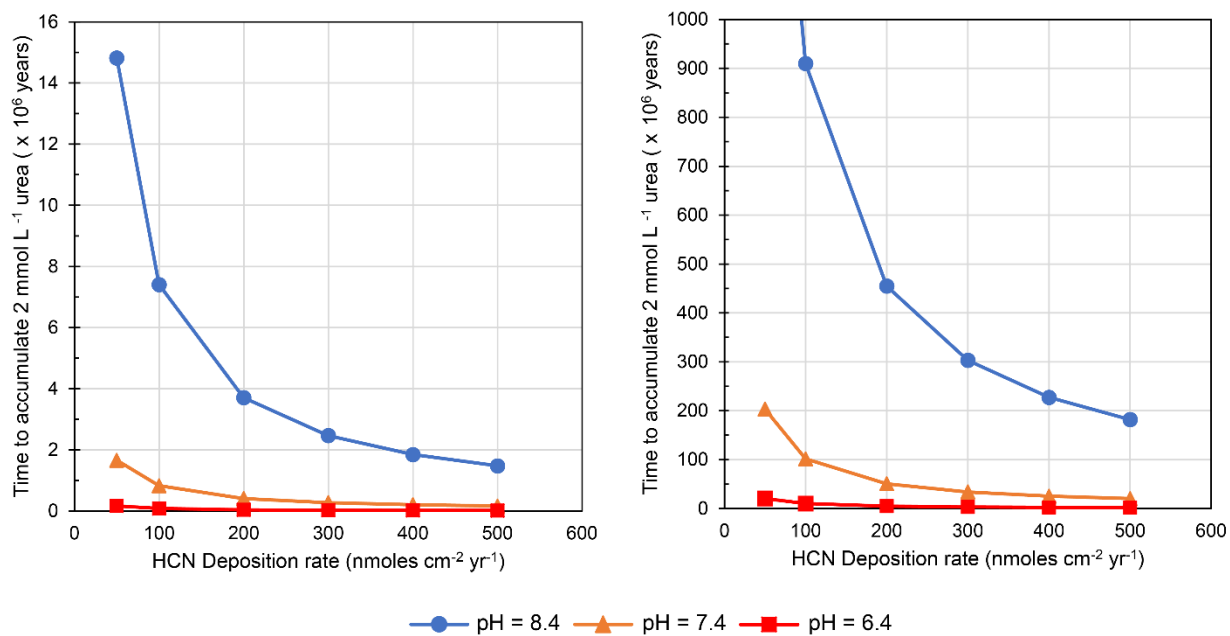 Time to accumulate 2 mmol L ⁻¹ urea ( x 10⁶ years)
16
14
12
10
8
6
4
2
0
0 100 200 300 400 500 600
HCN Deposition rate (nmoles cm⁻² yr⁻¹)
Time to accumulate 2 mmol L ⁻¹ urea ( x 10⁶ years)
1000
900
800
700
600
500
400
300
200
100
0
0 100 200 300 400 500 600
HCN Deposition rate (nmoles cm⁻² yr⁻¹)
pH = 8.4 pH = 7.4 pH = 6.4